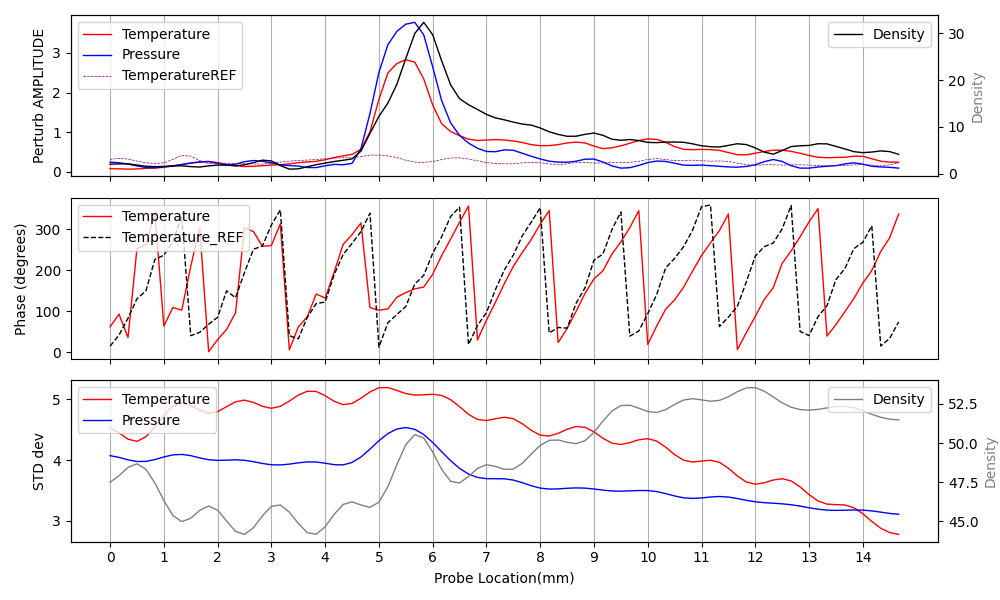 Temperature
Pressure
TemperatureREF
Density
Perturb AMPLITUDE
3
2
1
0
30
20
10
0
Density
Temperature
Temperature_REF
Phase (degrees)
300
200
100
0
Temperature
Pressure
Density
STD dev
5
4
3
52.5
50.0
47.5
45.0
Density
0 1 2 3 4 5 6 7 8 9 10 11 12 13 14
Probe Location(mm)